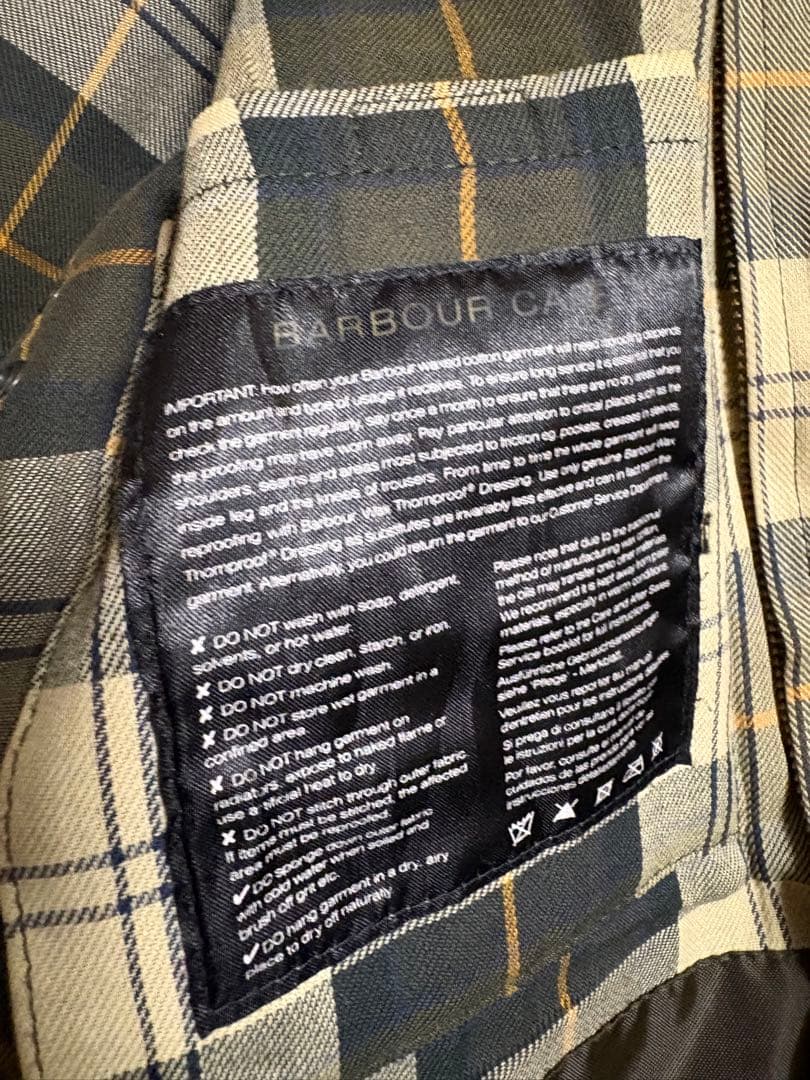 BARBOUR CARE
IMPORTANT: How often your Barbour waxed cotton garment will need reproofing depends
on the amount and type of usage it receives. To ensure long service it is essential that you
check the garment regularly, say once a month to ensure that there are no dry areas where
the proofing may have worn away. Pay particular attention to critical places such as the
shoulders, seams and areas most subjected to friction eg. pockets, creases in sleeves,
inside leg and the knees of trousers. From time to time the whole garment will need
reproofing with Barbour Wax Thornproof® Dressing. Use only genuine Barbour Wax
Thornproof® Dressing as substitutes are invariably less effective and can in fact harm the
garment. Alternatively, you could return the garment to our Customer Service Department.
✘ DO NOT wash with soap, detergent,
solvents, or hot water.
✘ DO NOT dry clean, starch, or iron.
✘ DO NOT machine wash.
✘ DO NOT store wet garment in a
confined area.
✘ DO NOT hang garment on
radiators, expose to naked flame or
use artificial heat to dry.
✘ DO NOT stitch through outer fabric
If items must be stitched, the affected
area must be reproofed.
✔ DO sponge down outer fabric
with cold water when soiled and
brush off grit etc.
✔ DO hang garment in a dry, airy
place to dry off naturally
Please note that due to the traditional
method of manufacturing wax cotton,
the oils may transfer onto other
We recommend it is kept away from
materials, especially in warm conditions
Please refer to the Care and After Sales
Service booklet for full instructions.
Ausführliche Gebrauchsanweisung
siehe "Pflege" - Merkblatt.
Veuillez vous reporter au manuel
d'entretien pour les instructions
Si prega di consultare il libretto
le istruzioni per la cura
Por favor, consulte el
cuidados de la prenda
instrucciones detalladas